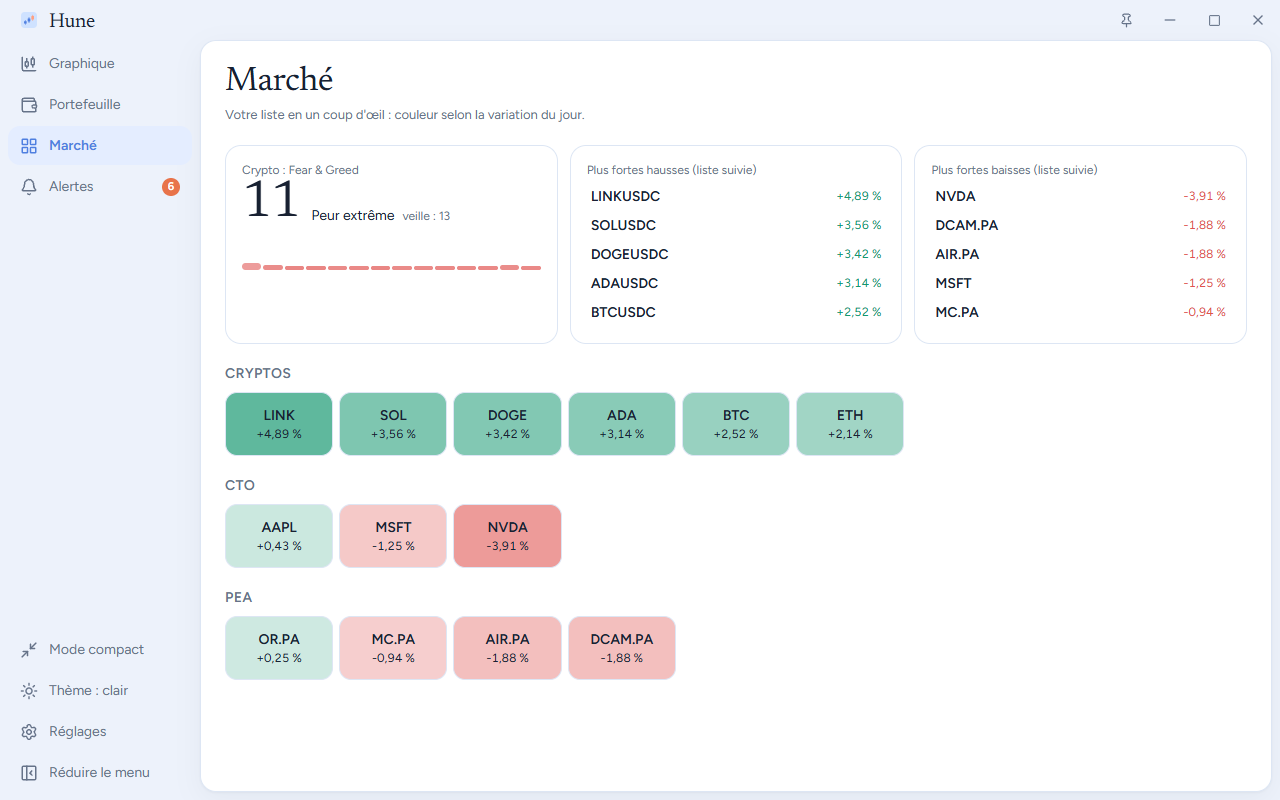 Hune
Graphique
Portefeuille
Marché
Alertes
6
Mode compact
Thème : clair
Réglages
Réduire le menu
Marché
Votre liste en un coup d'œil : couleur selon la variation du jour.
Crypto : Fear & Greed
11 Peur extrême veille : 13
Plus fortes hausses (liste suivie)
LINKUSDC +4,89 %
SOLUSDC +3,56 %
DOGEUSDC +3,42 %
ADAUSDC +3,14 %
BTCUSDC +2,52 %
Plus fortes baisses (liste suivie)
NVDA -3,91 %
DCAM.PA -1,88 %
AIR.PA -1,88 %
MSFT -1,25 %
MC.PA -0,94 %
CRYPTOS
LINK
+4,89 %
SOL
+3,56 %
DOGE
+3,42 %
ADA
+3,14 %
BTC
+2,52 %
ETH
+2,14 %
CTO
AAPL
+0,43 %
MSFT
-1,25 %
NVDA
-3,91 %
PEA
OR.PA
+0,25 %
MC.PA
-0,94 %
AIR.PA
-1,88 %
DCAM.PA
-1,88 %